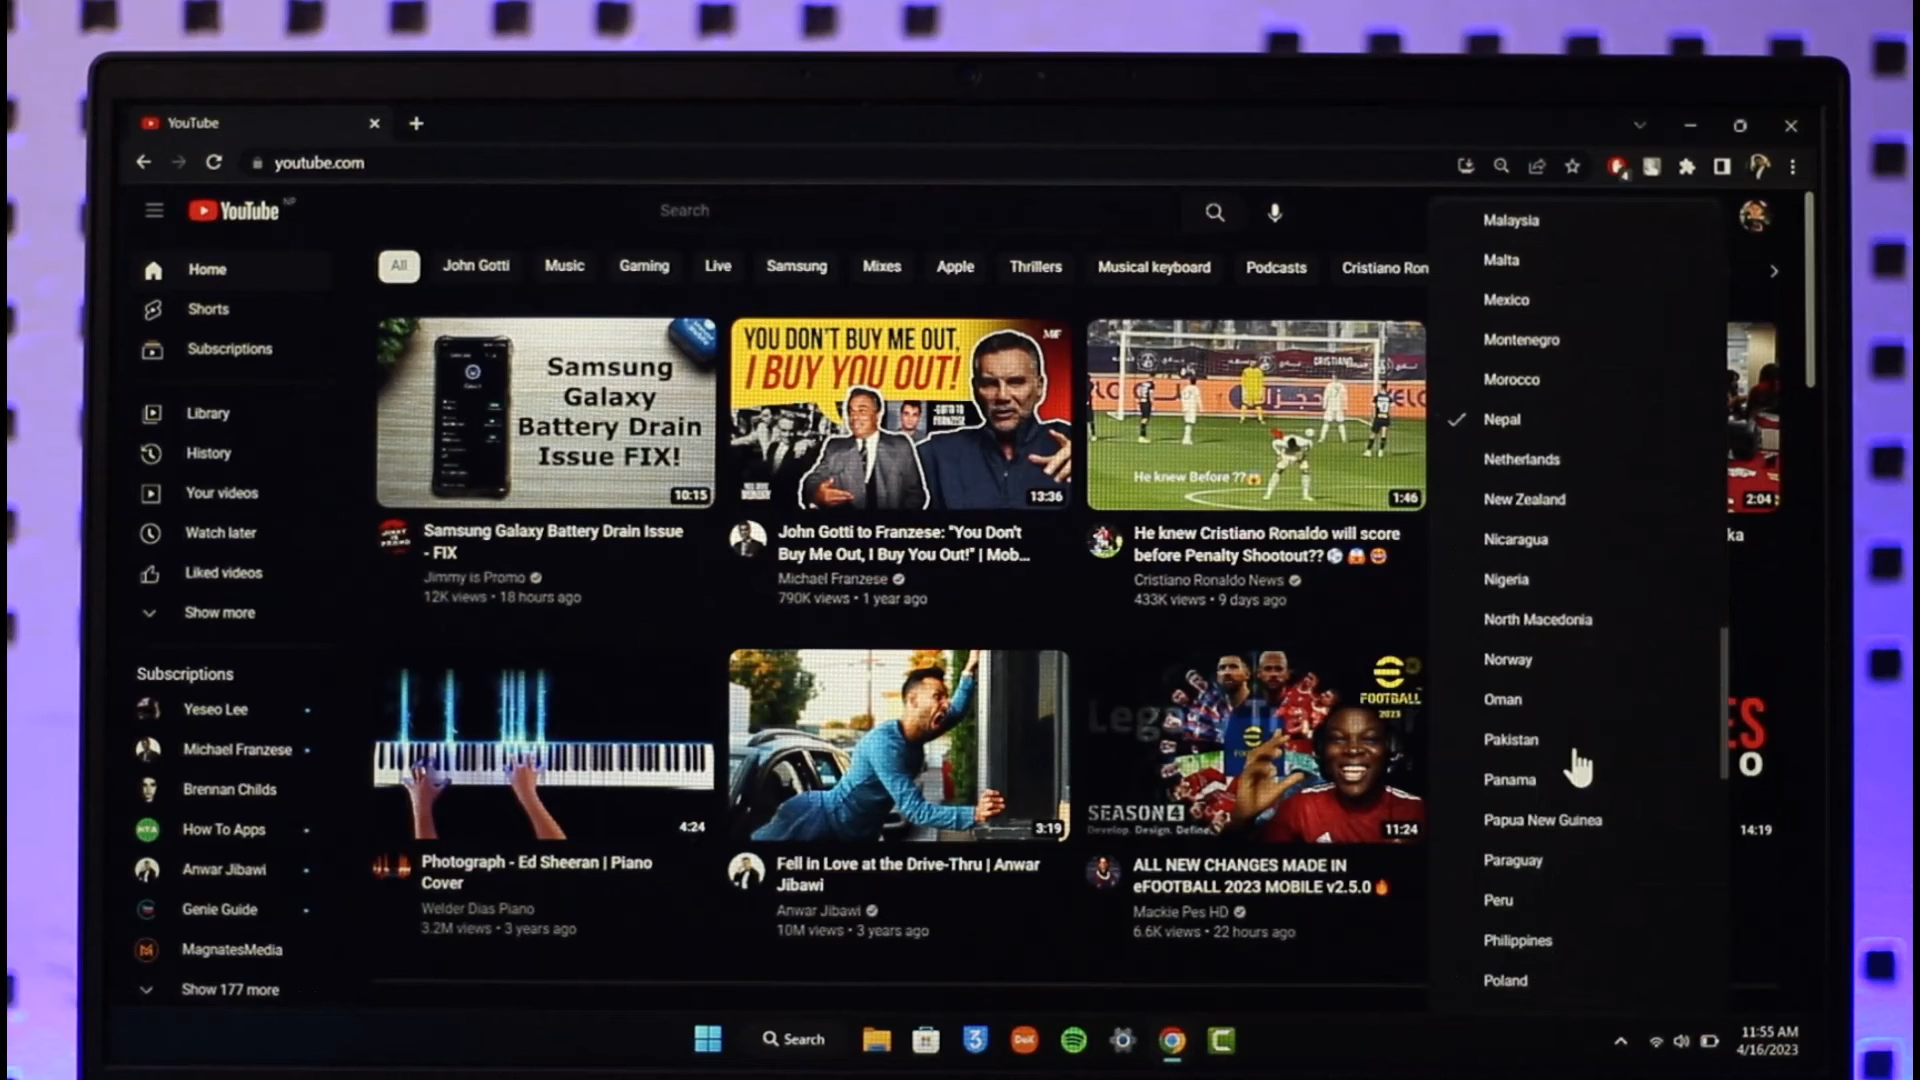 YouTube
youtube.com
YouTube NP
Search
Home
Shorts
Subscriptions
Library
History
Your videos
Watch later
Liked videos
Show more
Subscriptions
Yeseo Lee
Michael Franzese
Brennan Childs
How To Apps
Anwar Jibawi
Genie Guide
MagnatesMedia
Show 177 more
All
John Gotti
Music
Gaming
Live
Samsung
Mixes
Apple
Thrillers
Musical keyboard
Podcasts
Cristiano Ron
Samsung
Galaxy
Battery Drain
Issue FIX!
10:15
Samsung Galaxy Battery Drain Issue
- FIX
Jimmy is Promo
12K views • 18 hours ago
YOU DON'T BUY ME OUT,
I BUY YOU OUT!
13:36
John Gotti to Franzese: "You Don't
Buy Me Out, I Buy You Out!" | Mob...
Michael Franzese
790K views • 1 year ago
CRISTIANO
He knew Before ??😱
1:46
He knew Cristiano Ronaldo will score
before Penalty Shootout?? ⚽ 😱 🤩
Cristiano Ronaldo News
433K views • 9 days ago
2:04
ka
4:24
Photograph - Ed Sheeran | Piano
Cover
Welder Dias Piano
3.2M views • 3 years ago
3:19
Fell in Love at the Drive-Thru | Anwar
Jibawi
Anwar Jibawi
10M views • 3 years ago
FOOTBALL
2023
SEASON 4
Develop. Design. Define.
11:24
ALL NEW CHANGES MADE IN
eFOOTBALL 2023 MOBILE v2.5.0🔥
Mackie Pes HD
6.6K views • 22 hours ago
ES
O
14:19
Malaysia
Malta
Mexico
Montenegro
Morocco
Nepal
Netherlands
New Zealand
Nicaragua
Nigeria
North Macedonia
Norway
Oman
Pakistan
Panama
Papua New Guinea
Paraguay
Peru
Philippines
Poland
Search
11:55 AM
4/16/2023